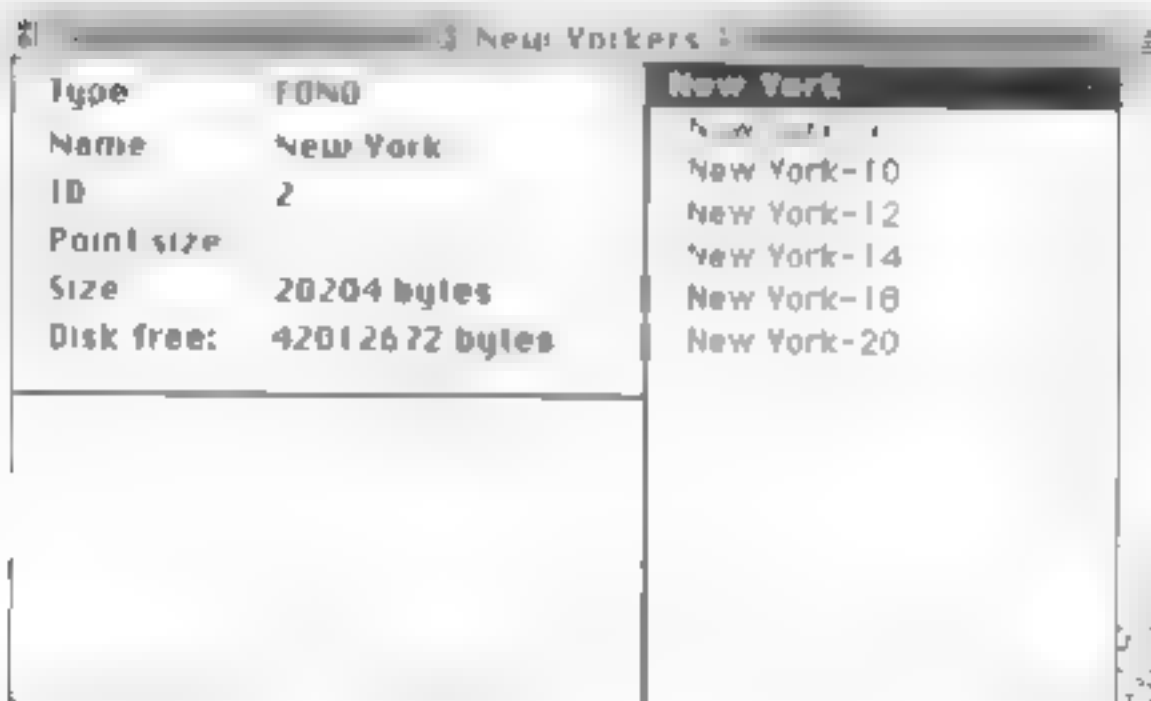 New Yorkers
Type FOND
Name New York
ID 2
Point size
Size 20204 bytes
Disk free: 42012672 bytes
New York
New York-10
New York-12
New York-14
New York-18
New York-20